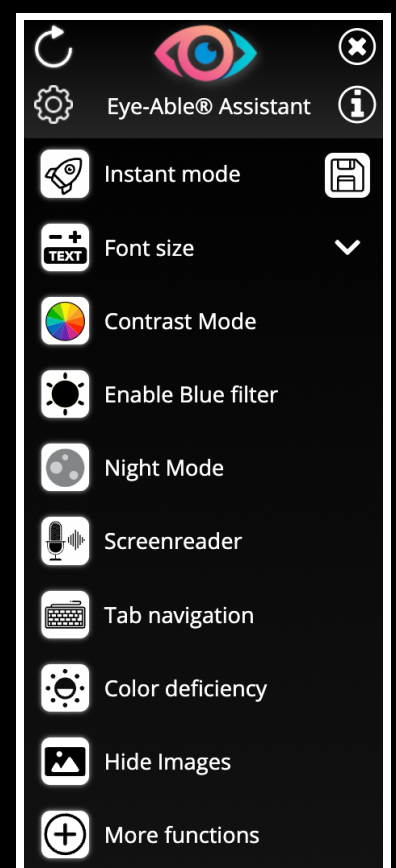 Eye-Able® Assistant
Instant mode
- +
TEXT
Font size
Contrast Mode
Enable Blue filter
Night Mode
Screenreader
Tab navigation
Color deficiency
Hide Images
More functions